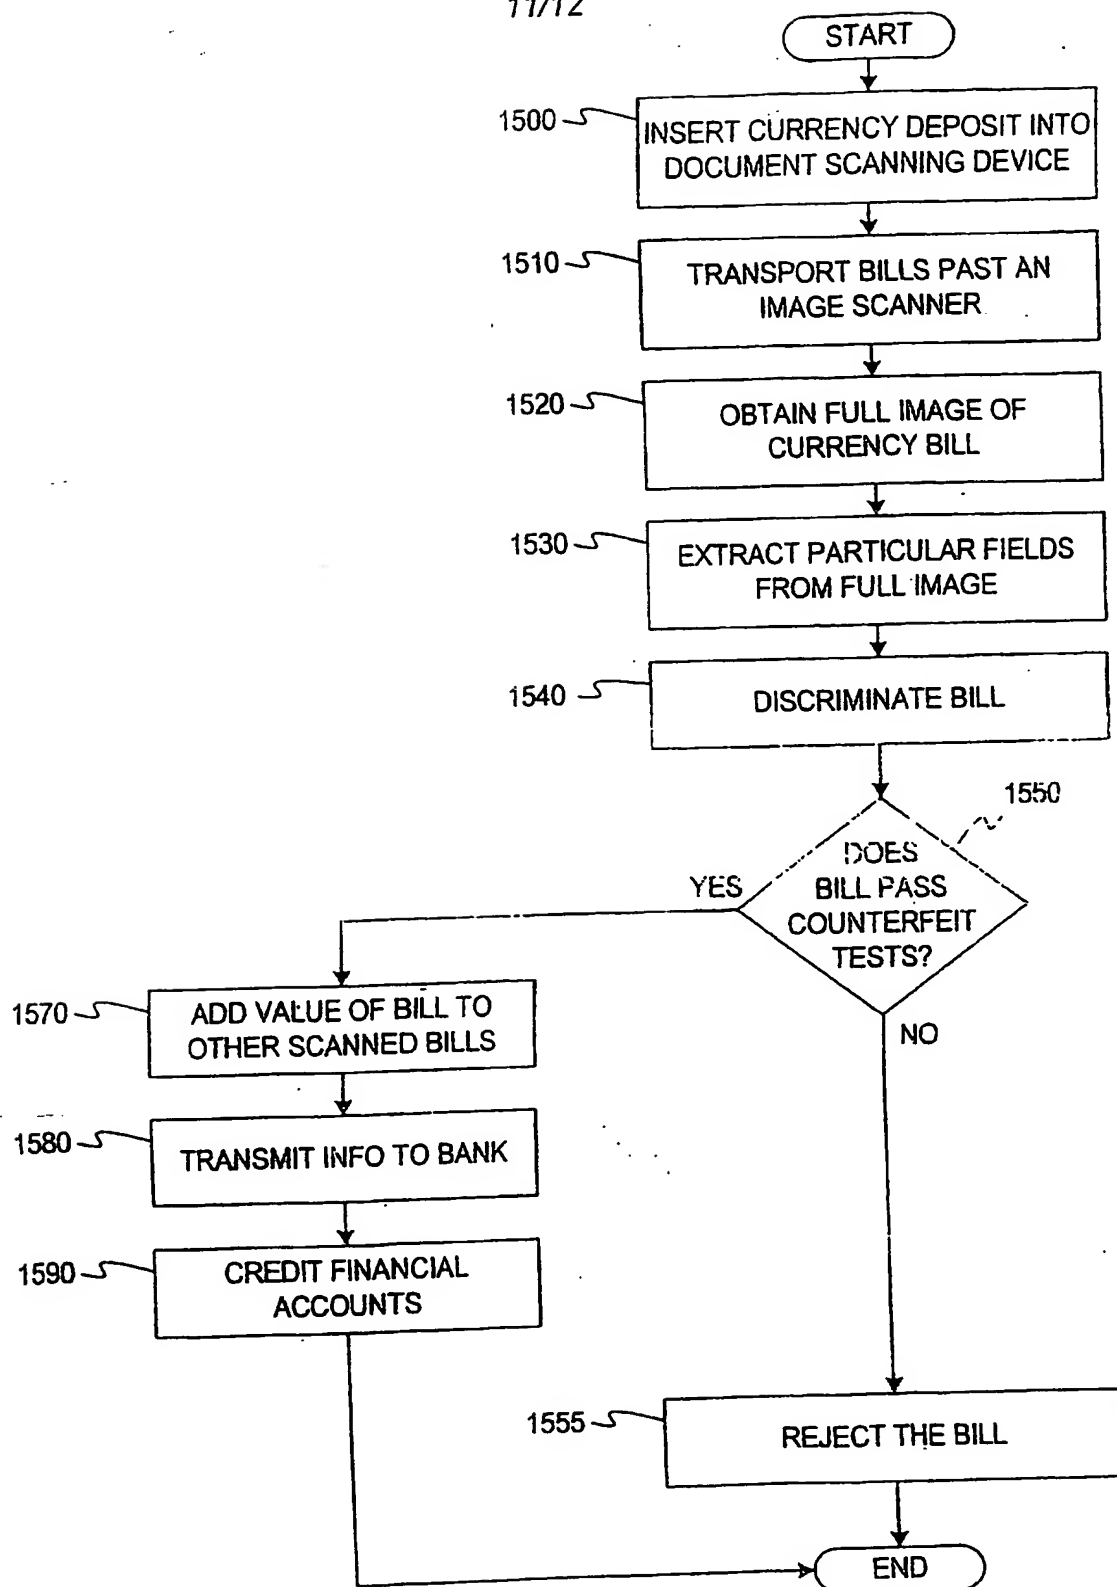 11/12
START
1500
INSERT CURRENCY DEPOSIT INTO
DOCUMENT SCANNING DEVICE
1510
TRANSPORT BILLS PAST AN
IMAGE SCANNER
1520
OBTAIN FULL IMAGE OF
CURRENCY BILL
1530
EXTRACT PARTICULAR FIELDS
FROM FULL IMAGE
1540
DISCRIMINATE BILL
1550
DOES
BILL PASS
COUNTERFEIT
TESTS?
YES
NO
1570
ADD VALUE OF BILL TO
OTHER SCANNED BILLS
1580
TRANSMIT INFO TO BANK
1590
CREDIT FINANCIAL
ACCOUNTS
1555
REJECT THE BILL
END